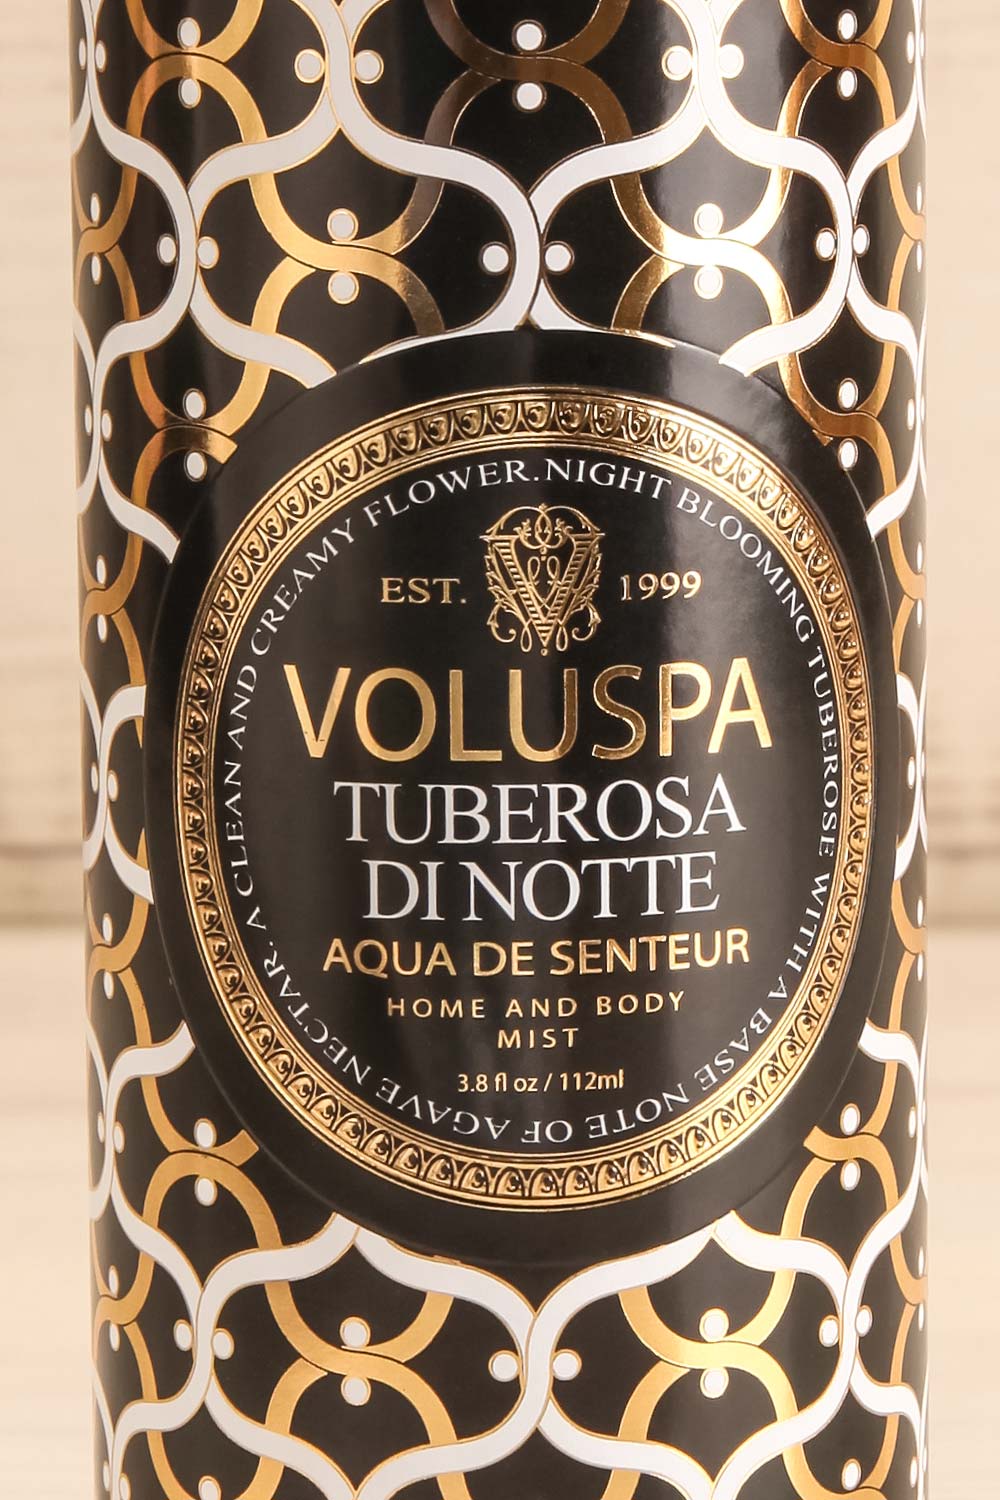 A CLEAN AND CREAMY FLOWER. NIGHT BLOOMING TUBEROSE WITH A BASE NOTE OF AGAVE NECTAR.
EST. 1999
VOLUSPA
TUBEROSA
DI NOTTE
AQUA DE SENTEUR
HOME AND BODY
MIST
3.8 fl oz / 112ml